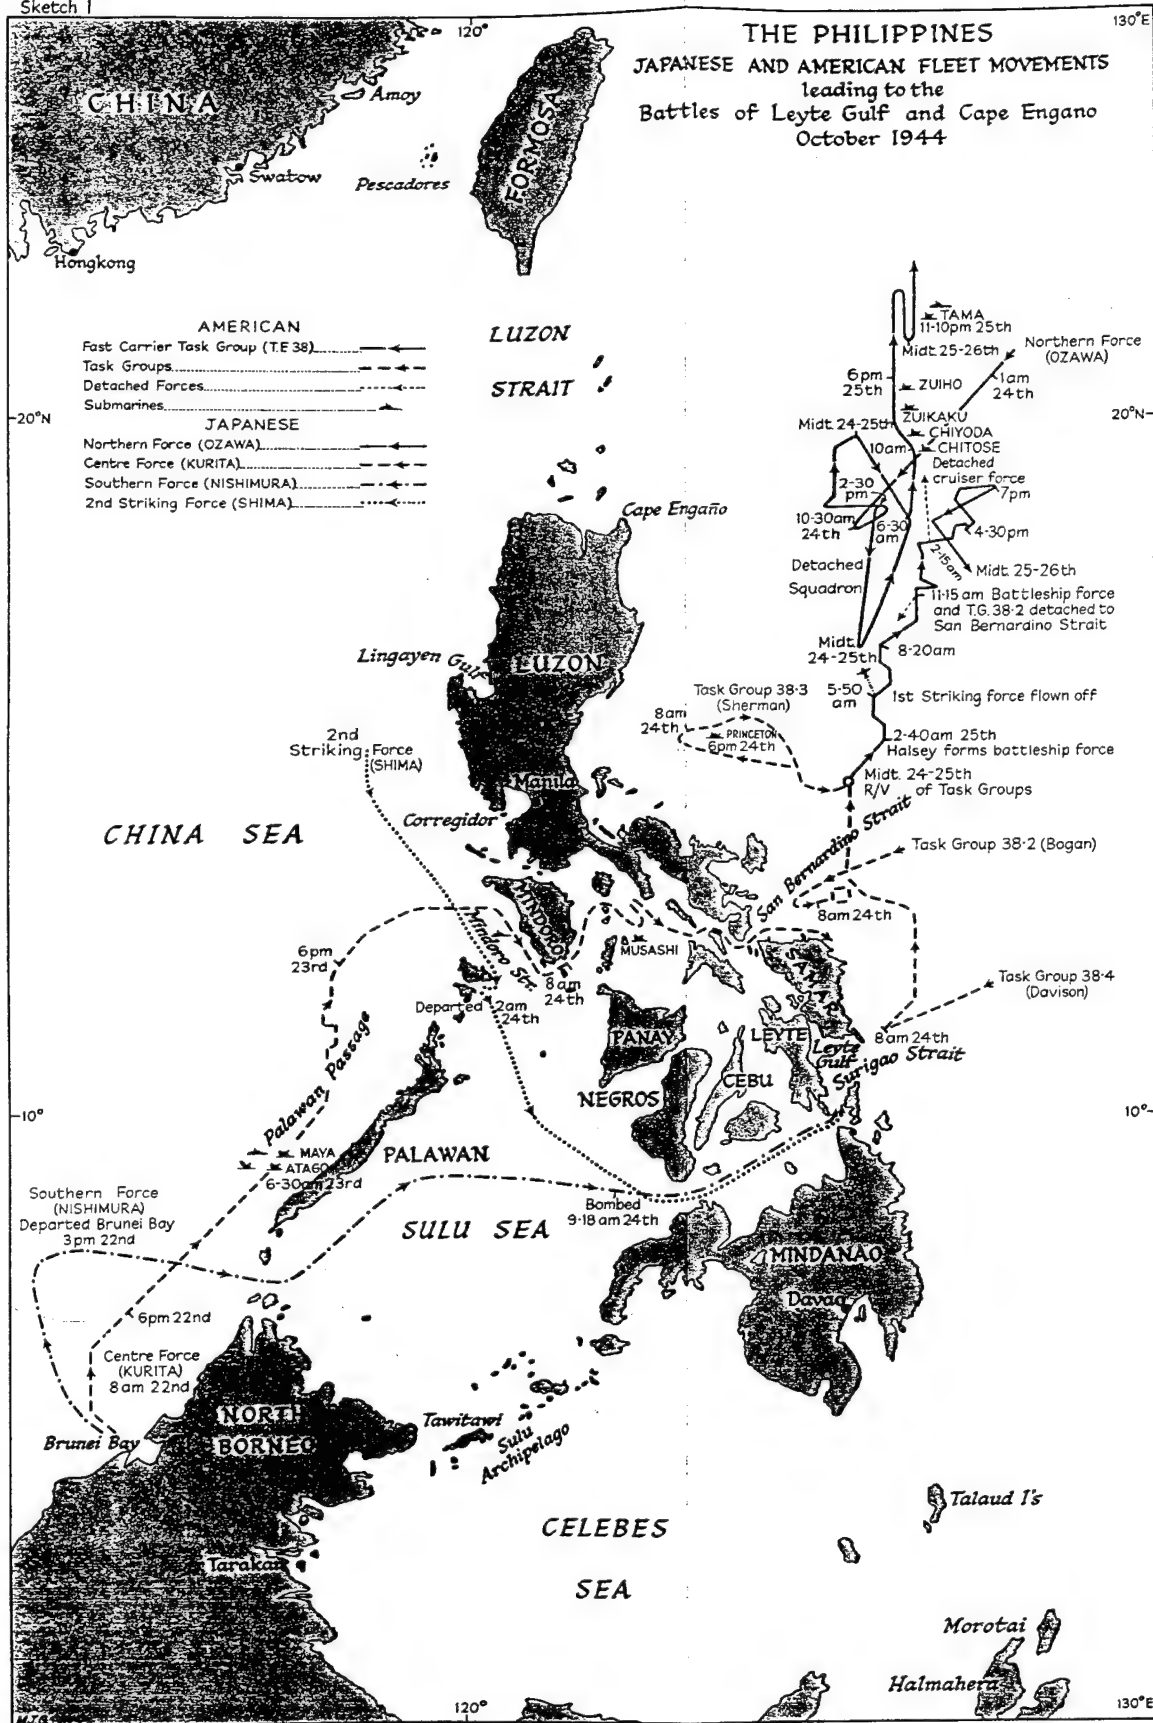 Sketch 1
120°
130°E
THE PHILIPPINES
JAPANESE AND AMERICAN FLEET MOVEMENTS
leading to the
Battles of Leyte Gulf and Cape Engano
October 1944
CHINA
Amoy
Swatow
Pescadores
FORMOSA
Hongkong
AMERICAN
Fast Carrier Task Group (T.F. 38)
Task Groups
Detached Forces
Submarines
JAPANESE
Northern Force (OZAWA)
Centre Force (KURITA)
Southern Force (NISHIMURA)
2nd Striking Force (SHIMA)
LUZON
STRAIT
20°N
20°N
TAMA
11-10pm 25th
Midt. 25-26th
Northern Force
(OZAWA)
6pm
25th
ZUIHO
1am
24th
ZUIKAKU
Midt. 24-25th
CHIYODA
10am
CHITOSE
Detached
cruiser force
2-30
pm
7pm
10-30am
24th
6-30
am
4-30pm
2-15am
Detached
Squadron
Midt. 25-26th
11-15 am Battleship force
and T.G. 38-2 detached to
San Bernardino Strait
Midt.
24-25th
8-20am
5-50
am
1st Striking force flown off
Cape Engaño
Lingayen Gulf
LUZON
Task Group 38-3
(Sherman)
8am
24th
PRINCETON
6pm 24th
2-40am 25th
Halsey forms battleship force
Midt. 24-25th
R/V of Task Groups
2nd
Striking Force
(SHIMA)
Manila
Corregidor
CHINA SEA
San Bernardino Strait
Task Group 38-2 (Bogan)
8am 24th
MINDORO
Mindoro Str.
MUSASHI
SAMAR
6pm
23rd
8am
24th
Departed 2am
24th
Task Group 38-4
(Davison)
8am 24th
PANAY
LEYTE
Leyte
Gulf
Surigao Strait
CEBU
NEGROS
Palawan Passage
10°
10°
MAYA
ATAGO
6-30am 23rd
PALAWAN
Southern Force
(NISHIMURA)
Departed Brunei Bay
3pm 22nd
Bombed
9-18 am 24th
SULU SEA
MINDANAO
Davao
6pm 22nd
Centre Force
(KURITA)
8am 22nd
NORTH
BORNEO
Brunei Bay
Tawitawi
Sulu
Archipelago
Talaud I's
CELEBES
SEA
Tarakan
Morotai
Halmahera
120°
130°E